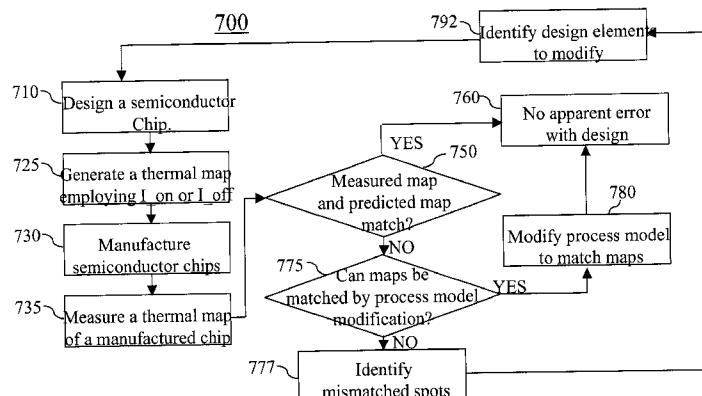 700
792
Identify design elements
to modify
710
Design a semiconductor
Chip.
760
No apparent error
with design
YES
750
725
Generate a thermal map
employing I_on or I_off
Measured map
and predicted map
match?
780
730
Manufacture
semiconductor chips
NO
Modify process model
to match maps
775
Can maps be
matched by process model
modification?
YES
735
Measure a thermal map
of a manufactured chip
NO
777
Identify
mismatched spots